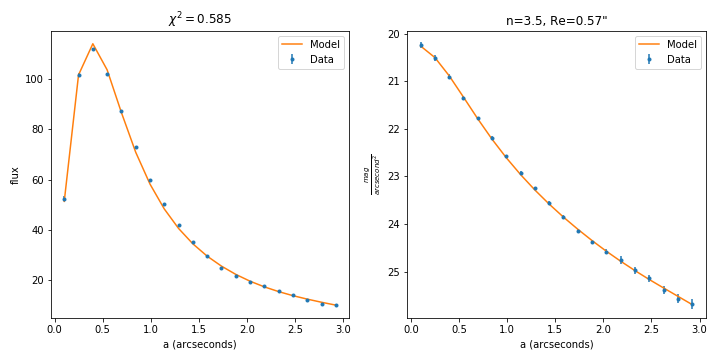 χ² = 0.585
flux
100
80
60
40
20
0.0 0.5 1.0 1.5 2.0 2.5 3.0
a (arcseconds)
Model
Data
n=3.5, Re=0.57"
mag
arcsecond²
20
21
22
23
24
25
0.0 0.5 1.0 1.5 2.0 2.5 3.0
a (arcseconds)
Model
Data